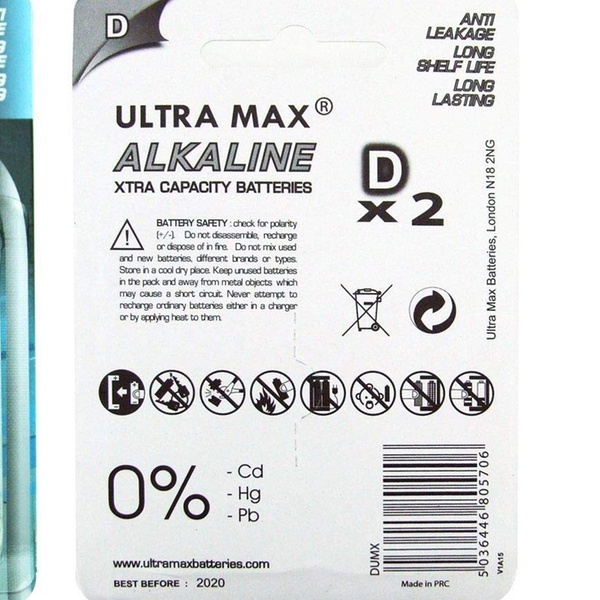 D
ANTI
LEAKAGE
LONG
SHELF LIFE
LONG
LASTING
ULTRA MAX®
ALKALINE
XTRA CAPACITY BATTERIES
D
x 2
BATTERY SAFETY : check for polarity
(+/-). Do not disassemble, recharge
or dispose of in fire. Do not mix used
and new batteries, different brands or types.
Store in a cool dry place. Keep unused batteries
in the pack and away from metal objects which
may cause a short circuit. Never attempt to
recharge ordinary batteries either in a charger
or by applying heat to them.
Ultra Max Batteries, London N18 2NG
0%
- Cd
- Hg
- Pb
DUMX
5 036446 805706
V1A15
www.ultramaxbatteries.com
BEST BEFORE : 2020
Made in PRC